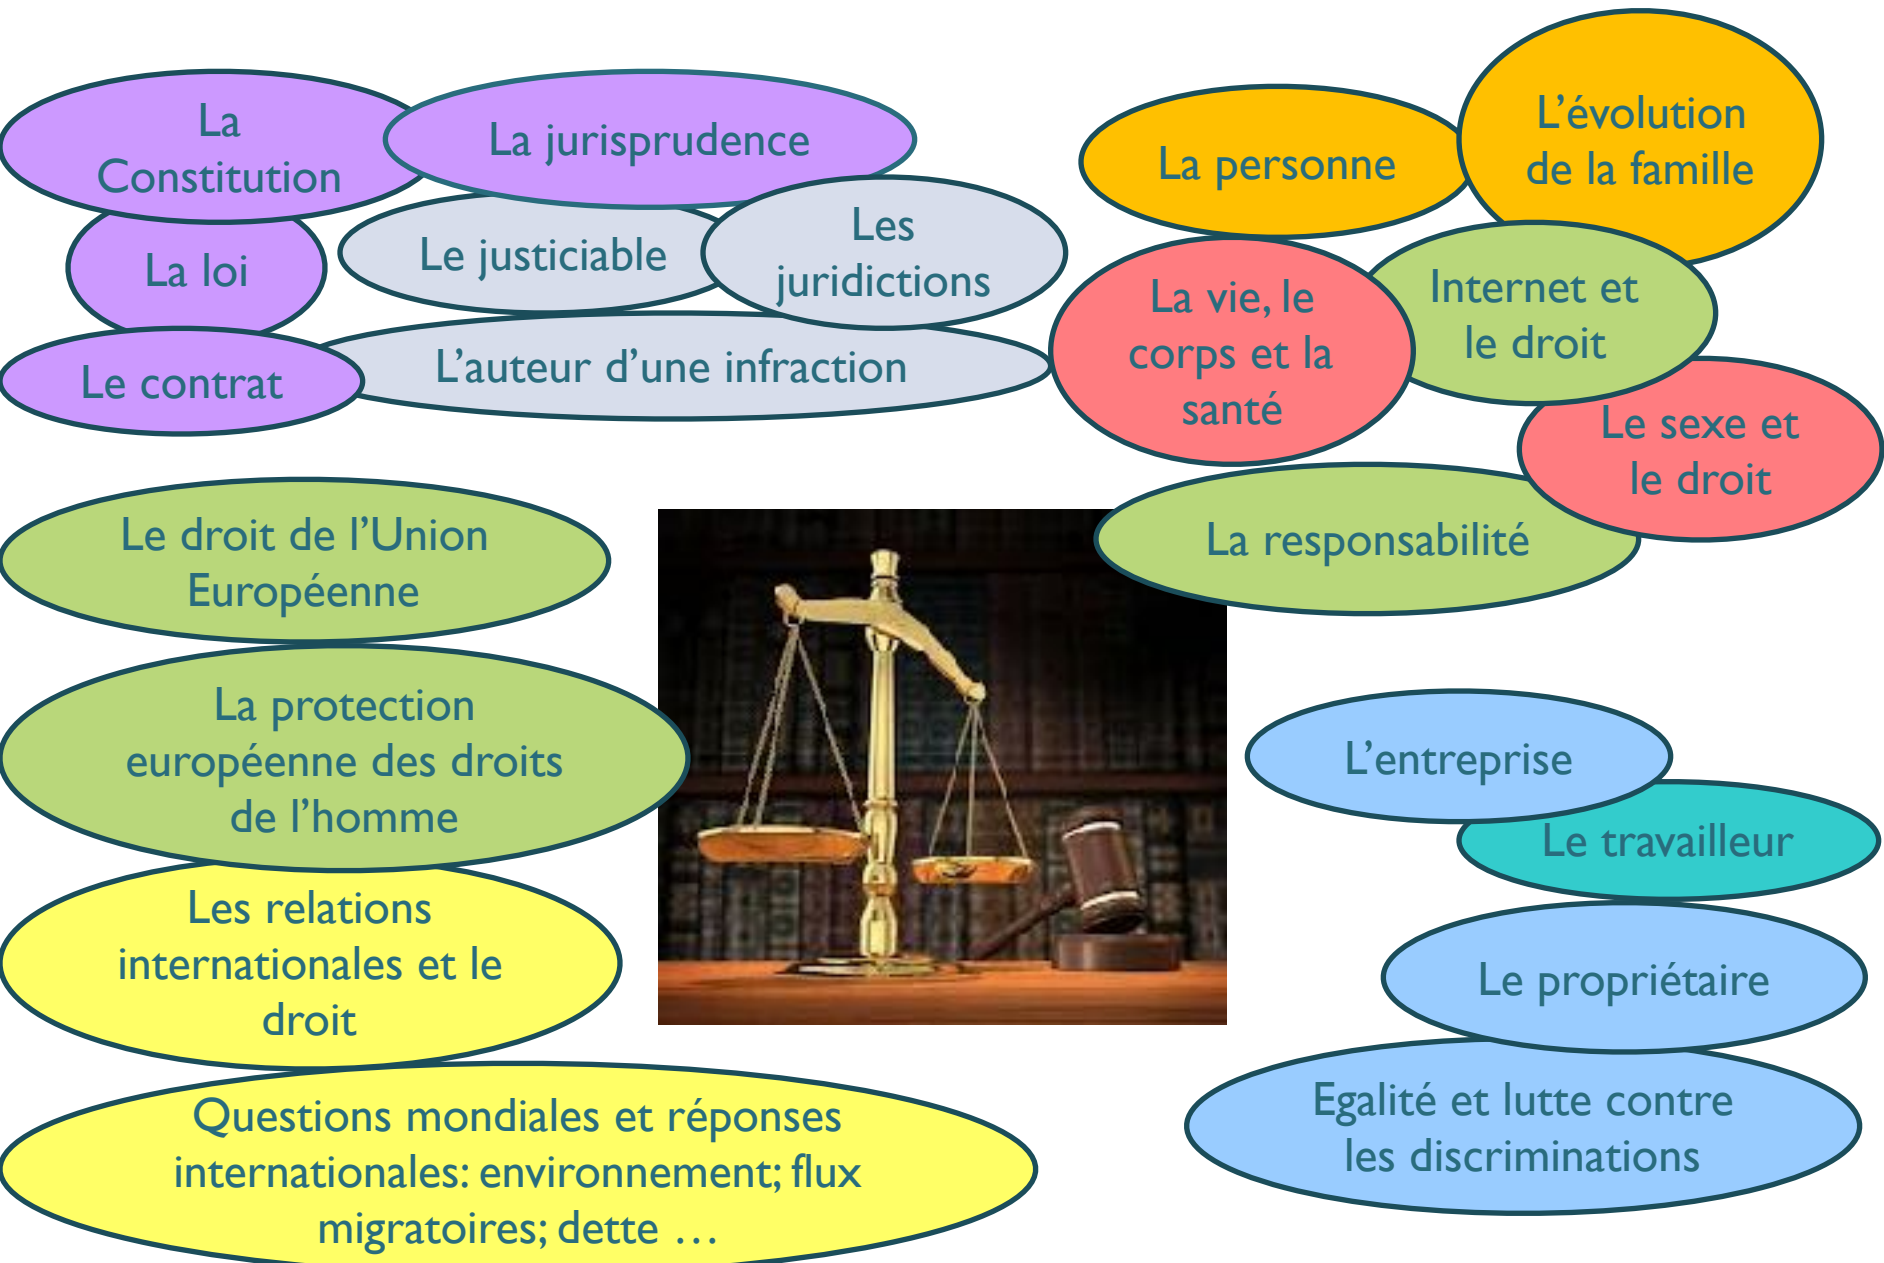 La
Constitution
La jurisprudence
La loi
Le justiciable
Les
juridictions
Le contrat
L’auteur d’une infraction
La personne
L’évolution
de la famille
La vie, le
corps et la
santé
Internet et
le droit
Le sexe et
le droit
La responsabilité
Le droit de l’Union
Européenne
La protection
européenne des droits
de l’homme
Les relations
internationales et le
droit
Questions mondiales et réponses
internationales: environnement; flux
migratoires; dette …
L’entreprise
Le travailleur
Le propriétaire
Egalité et lutte contre
les discriminations